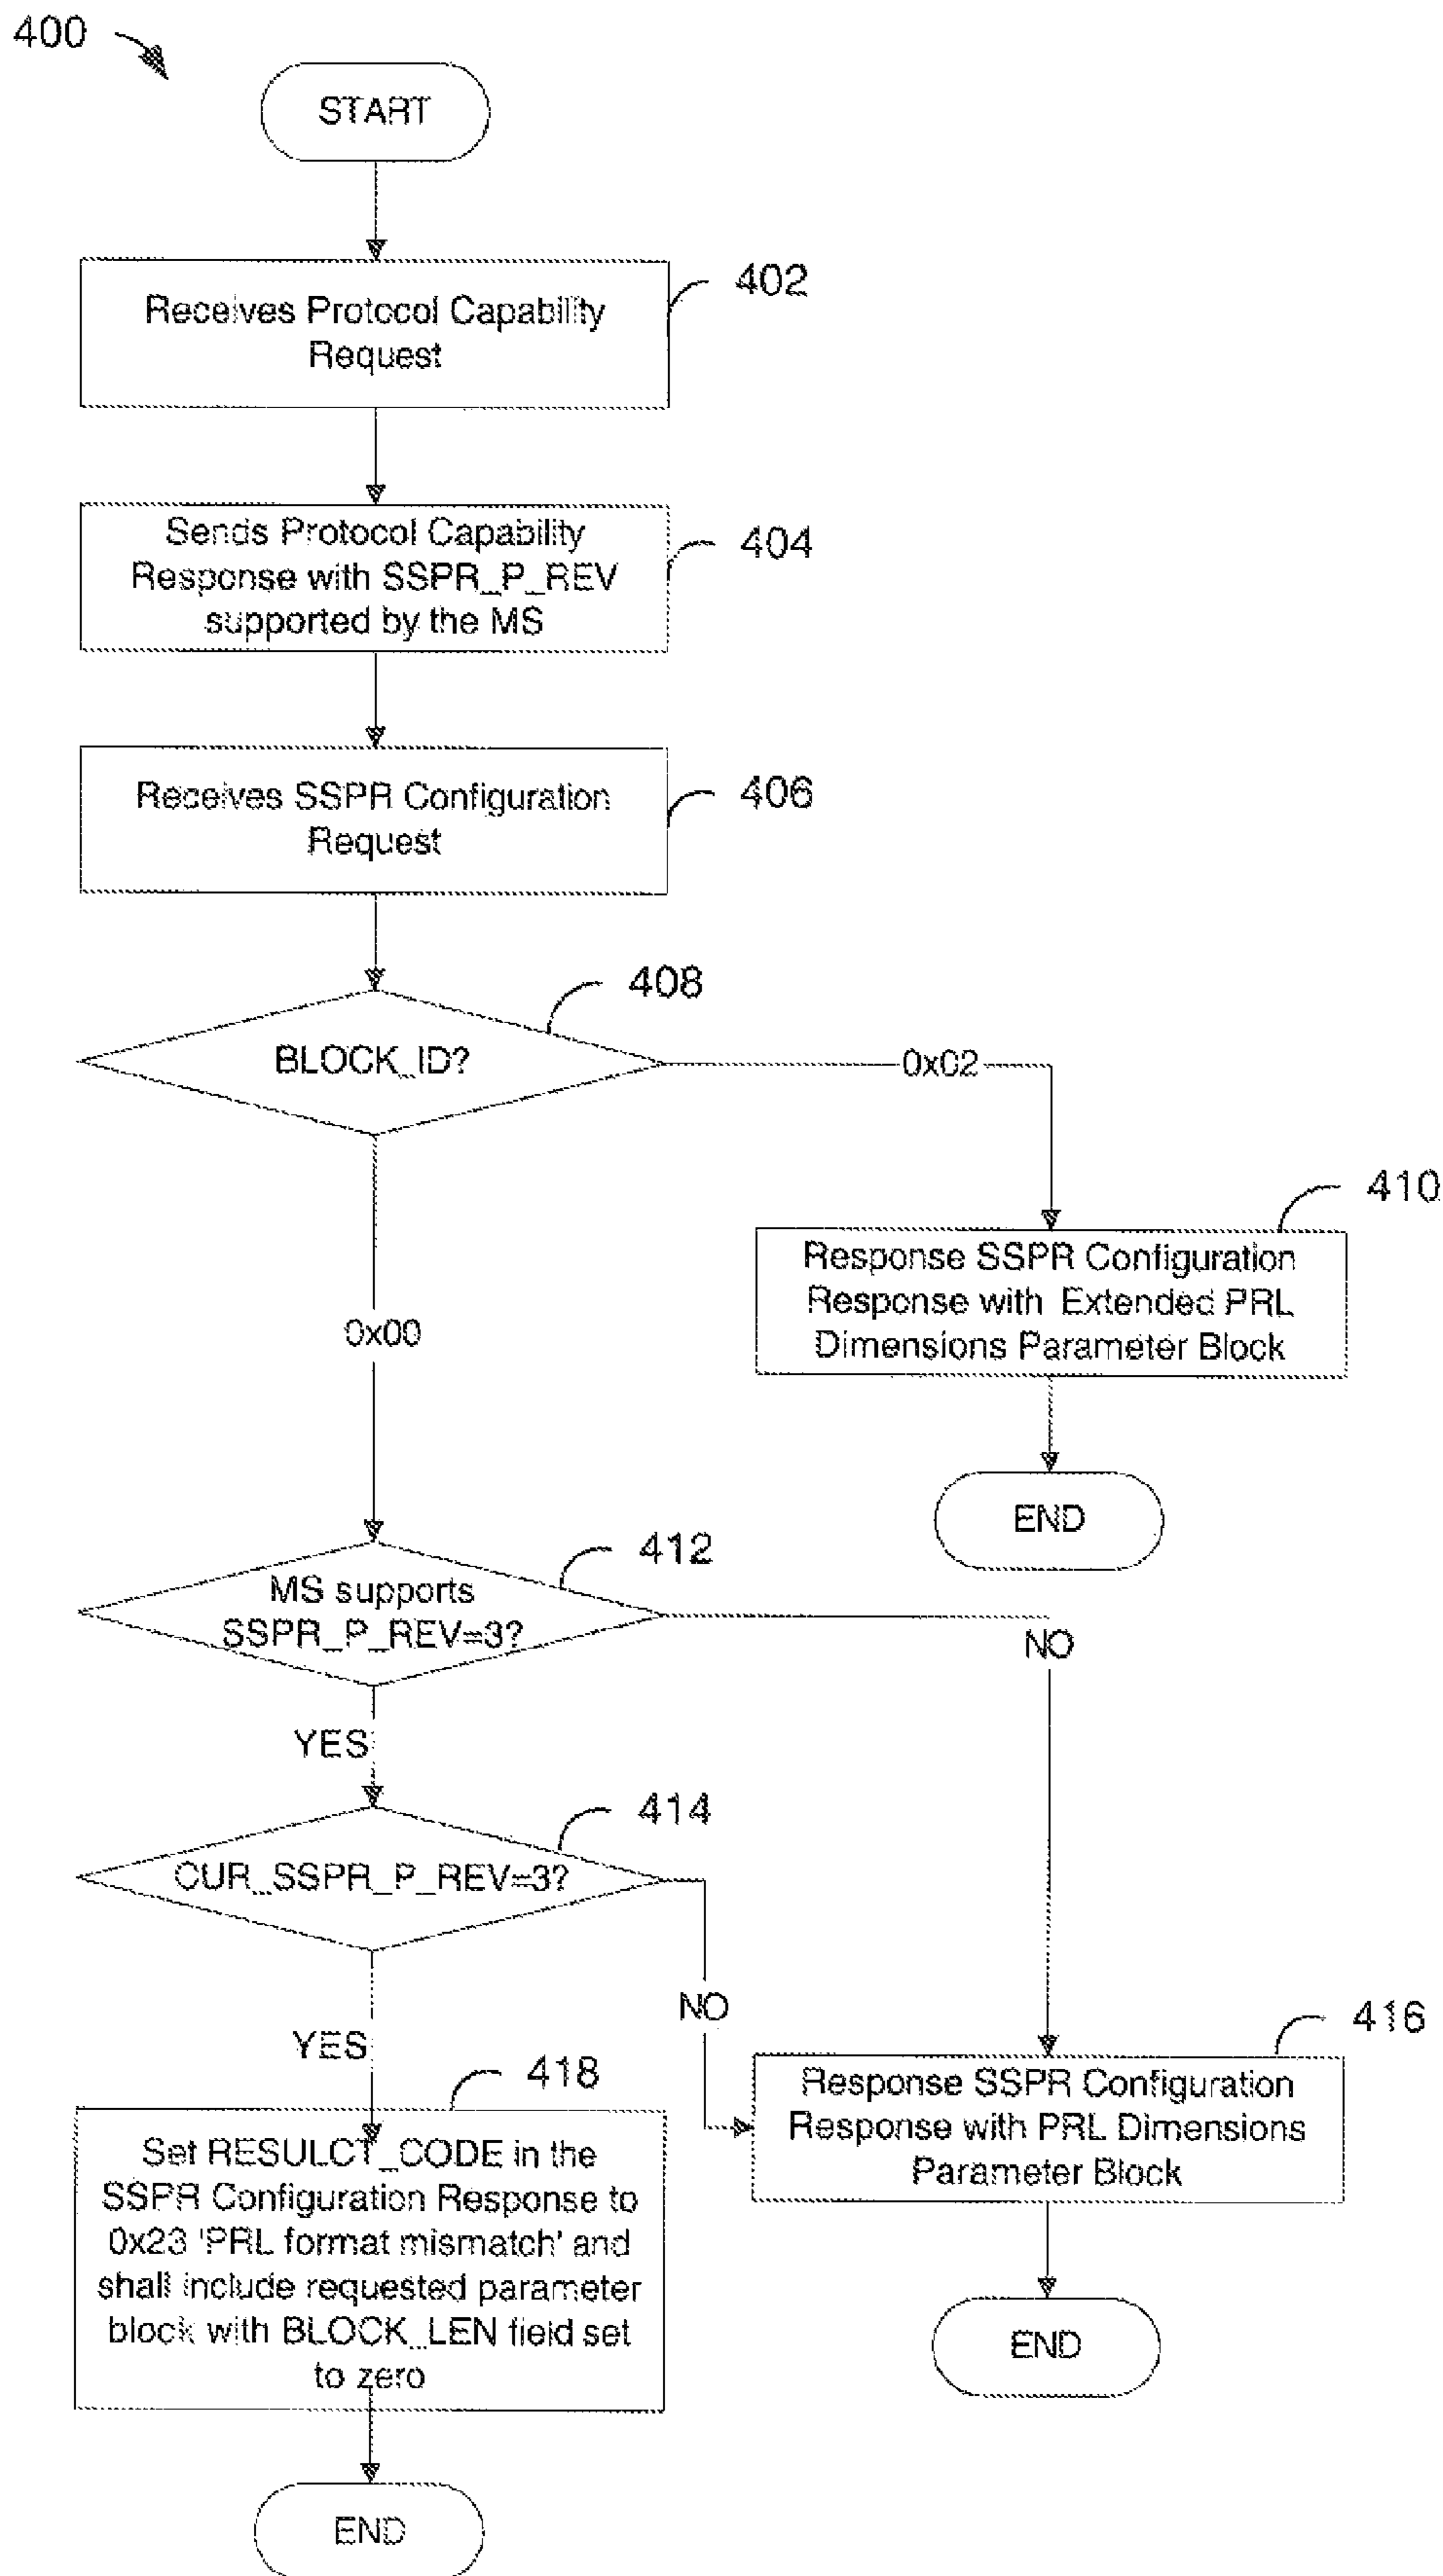 400
START
Receives Protocol Capability
Request
402
Sends Protocol Capability
Response with SSPR_P_REV
supported by the MS
404
Receives SSPR Configuration
Request
406
BLOCK_ID?
408
0x02
0x00
Response SSPR Configuration
Response with Extended PRL
Dimensions Parameter Block
410
END
MS supports
SSPR_P_REV=3?
412
NO
YES
CUR_SSPR_P_REV=3?
414
NO
YES
Response SSPR Configuration
Response with PRL Dimensions
Parameter Block
416
END
Set RESULCT_CODE in the
SSPR Configuration Response to
0x23 'PRL format mismatch' and
shall include requested parameter
block with BLOCK_LEN field set
to zero
418
END